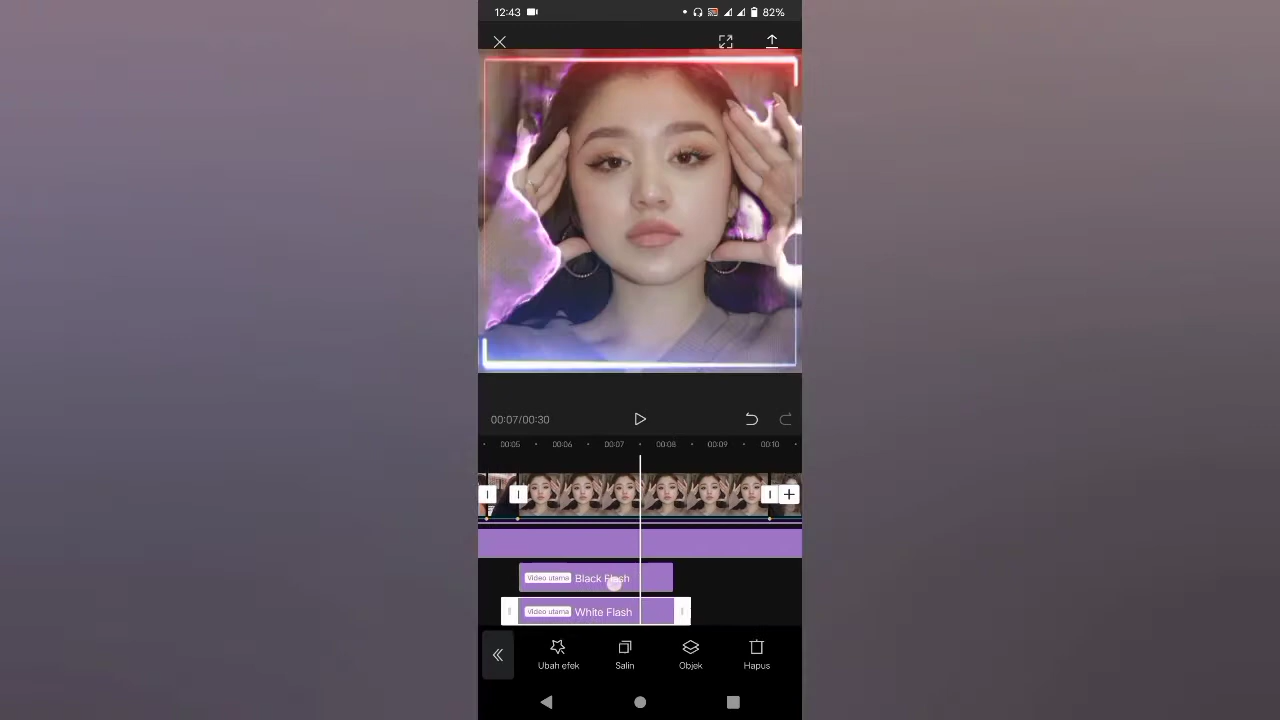 12:43
82%
00:07/00:30
00:05 00:06 00:07 00:08 00:09 00:10
Video utama Black Flash
Video utama White Flash
Ubah efek Salin Objek Hapus